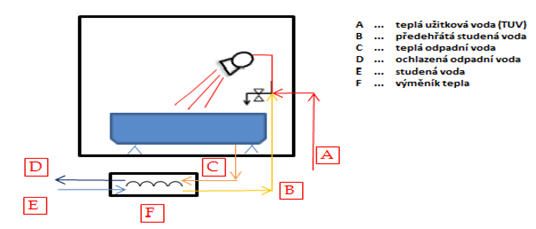 A ... teplá užitková voda (TUV)
B ... předehřátá studená voda
C ... teplá odpadní voda
D ... ochlazená odpadní voda
E ... studená voda
F ... výměník tepla
A
D
C
E
B
F